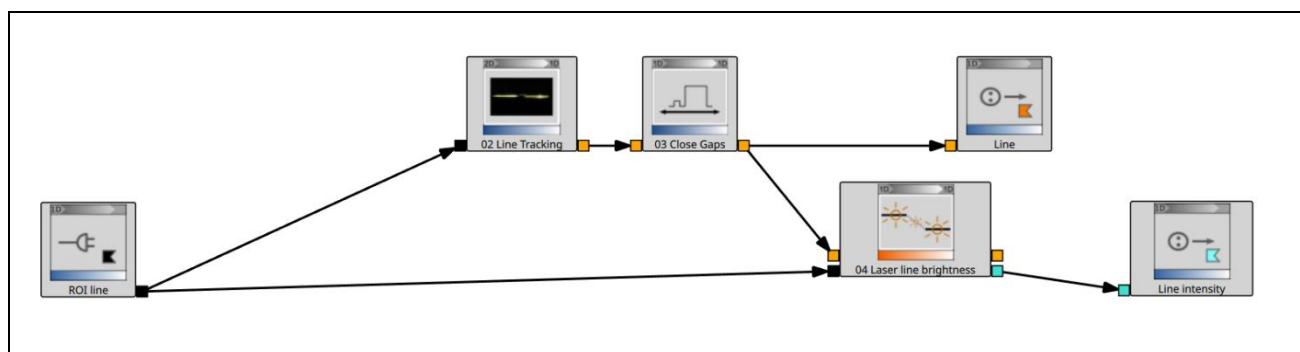 2D 1D
02 Line Tracking
1D 1D
03 Close Gaps
1D
Line
1D
ROI line
1D 1D
04 Laser line brightness
1D
Line intensity